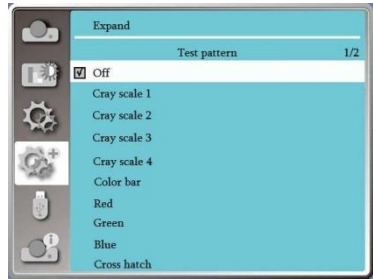 Expand
Test pattern 1/2
Off
Cray scale 1
Cray scale 2
Cray scale 3
Cray scale 4
Color bar
Red
Green
Blue
Cross hatch